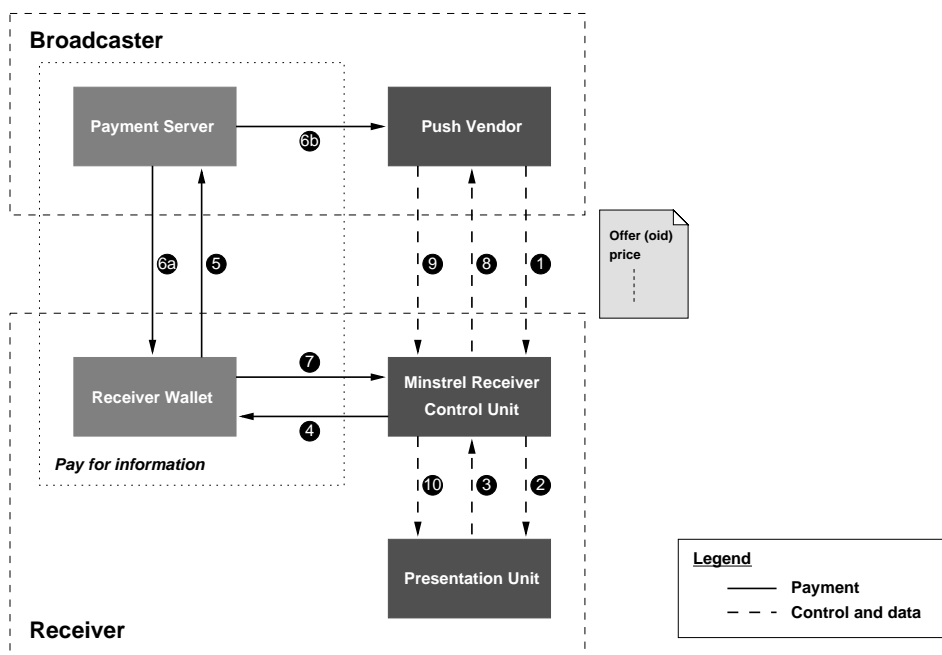 Broadcaster
Payment Server
Push Vendor
6b
6a
5
9
8
1
Offer (oid)
price
Receiver Wallet
7
4
Minstrel Receiver
Control Unit
Pay for information
10
3
2
Presentation Unit
Receiver
Legend
Payment
Control and data